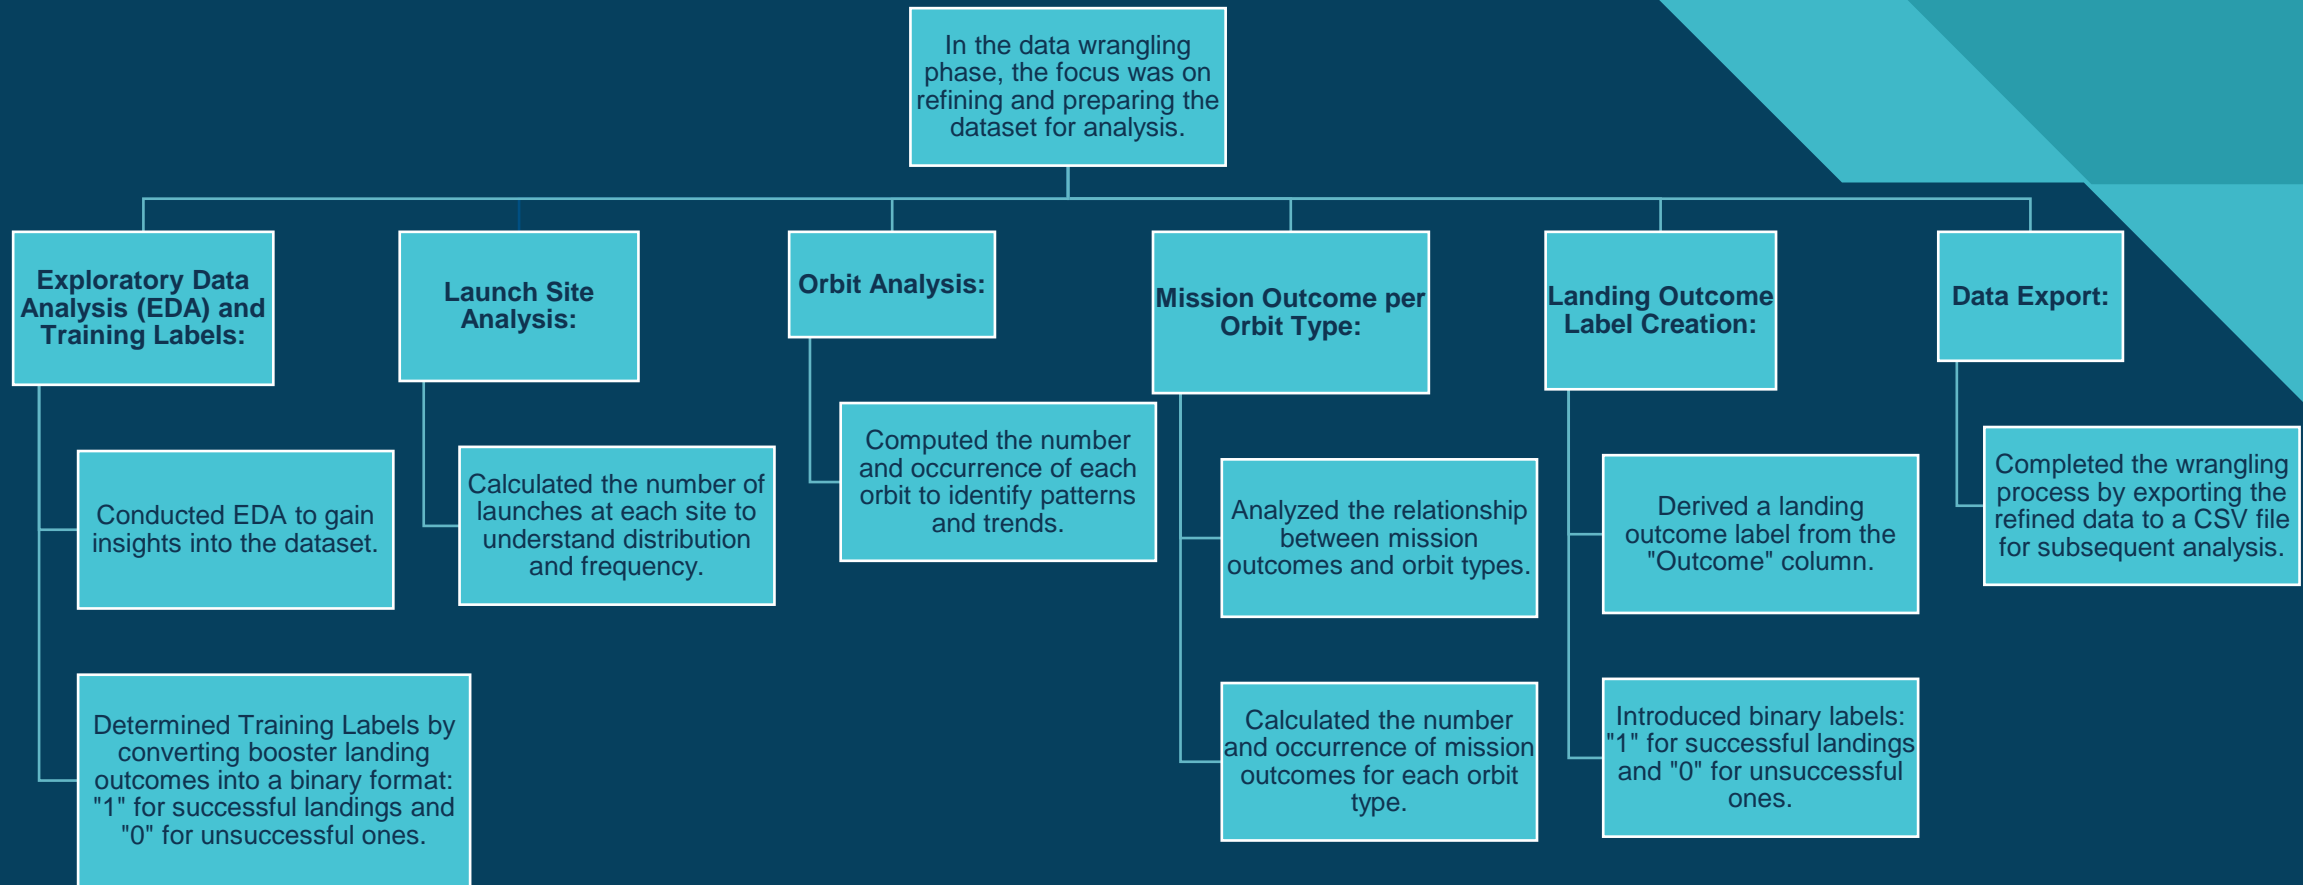 In the data wrangling
phase, the focus was on
refining and preparing the
dataset for analysis.
Exploratory Data
Analysis (EDA) and
Training Labels:
Conducted EDA to gain
insights into the dataset.
Determined Training Labels by
converting booster landing
outcomes into a binary format:
"1" for successful landings and
"0" for unsuccessful ones.
Launch Site
Analysis:
Calculated the number of
launches at each site to
understand distribution
and frequency.
Orbit Analysis:
Computed the number
and occurrence of each
orbit to identify patterns
and trends.
Mission Outcome per
Orbit Type:
Analyzed the relationship
between mission
outcomes and orbit types.
Calculated the number
and occurrence of mission
outcomes for each orbit
type.
Landing Outcome
Label Creation:
Derived a landing
outcome label from the
"Outcome" column.
Introduced binary labels:
"1" for successful landings
and "0" for unsuccessful
ones.
Data Export:
Completed the wrangling
process by exporting the
refined data to a CSV file
for subsequent analysis.